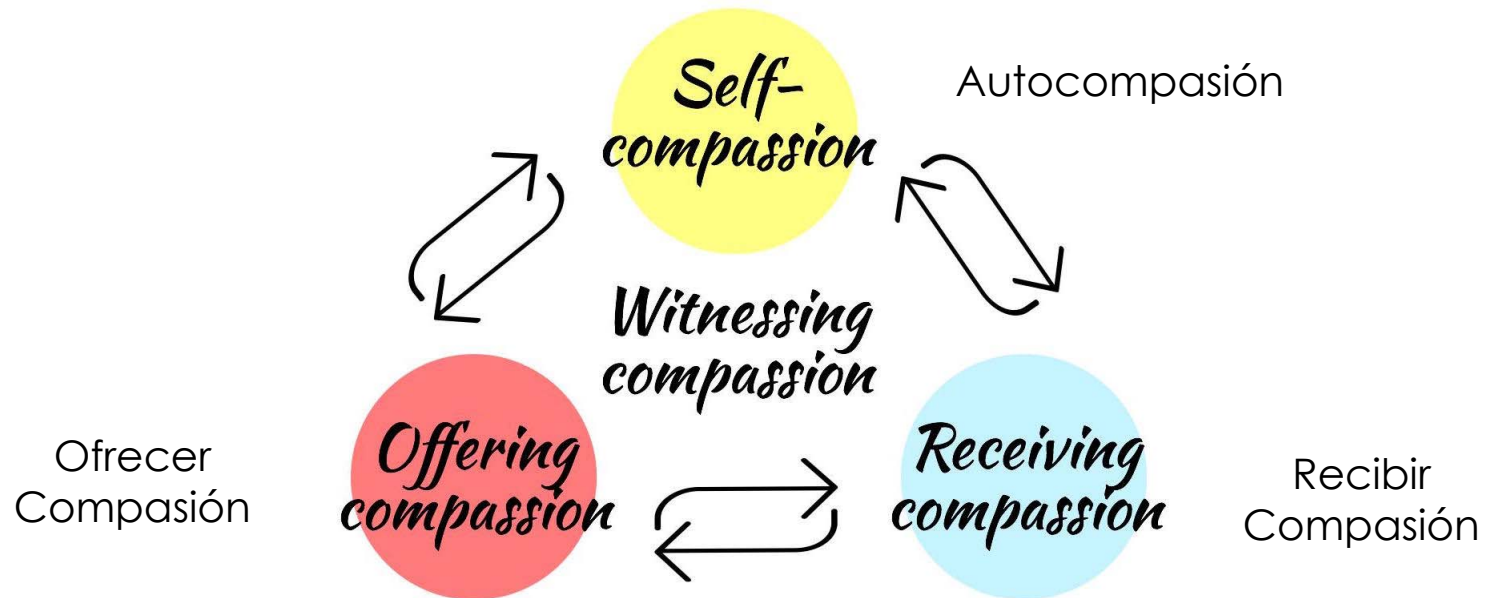 Self-
compassion
Autocompasión
Witnessing
compassion
Offering
compassion
Ofrecer
Compasión
Receiving
compassion
Recibir
Compasión